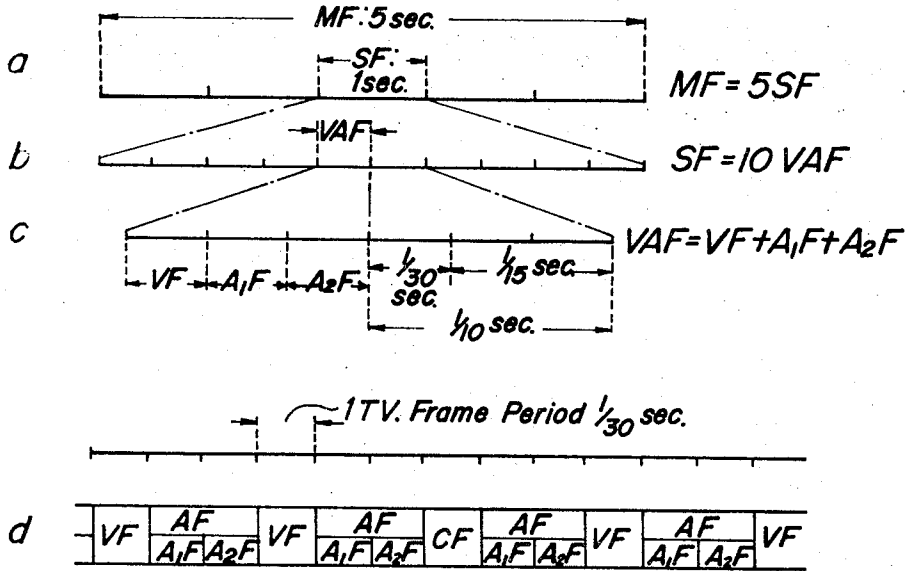 MF: 5 sec.
a
SF:
1 sec.
MF = 5SF
VAF
b
SF = 10 VAF
c
VAF = VF + A₁F + A₂F
VF A₁F A₂F 1/30 sec. 1/15 sec.
1/10 sec.
1 TV. Frame Period 1/30 sec.
d
VF AF VF AF CF AF VF AF VF
A₁F A₂F A₁F A₂F A₁F A₂F A₁F A₂F